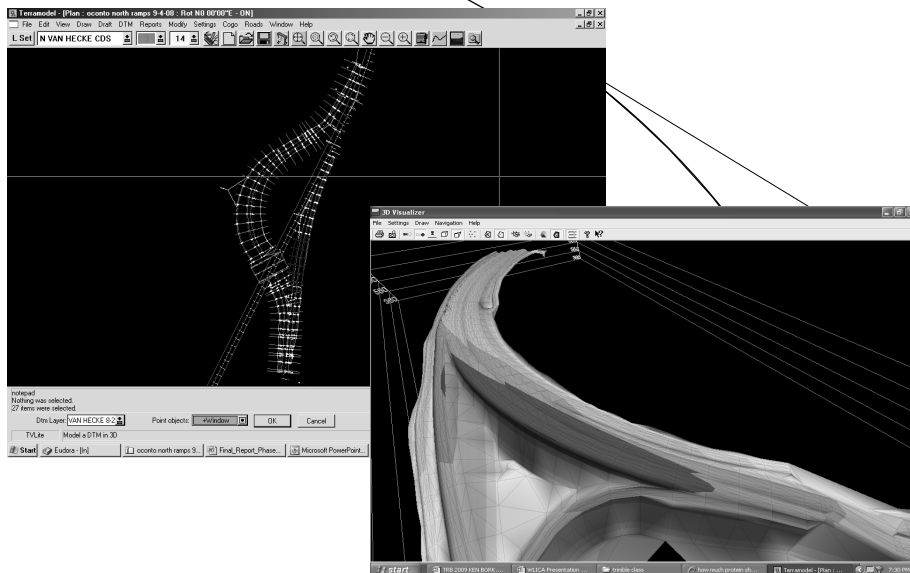 Terramodel - [Plan : oconto north ramps 9-4-08 : Rot N0 00'00"E - ON]
File Edit View Draw Draft DTM Reports Modify Settings Cogo Roads Window Help
L Set N VAN HECKE CDS 14
notepad
Nothing was selected.
27 items were selected.
Dtm Layer: VAN HECKE 8-2 Point objects: +Window OK Cancel
TVLite Model a DTM in 3D
Start Eudora - [In] oconto north ramps 9... Final_Report_Phase... Microsoft PowerPoint...
3D Visualizer
File Settings Draw Navigation Help
start TRB 2009 KEN BORK.... WLICA Presentation ... trimble class how much protein sh... Terramodel - [Plan : ... 7:30 PM